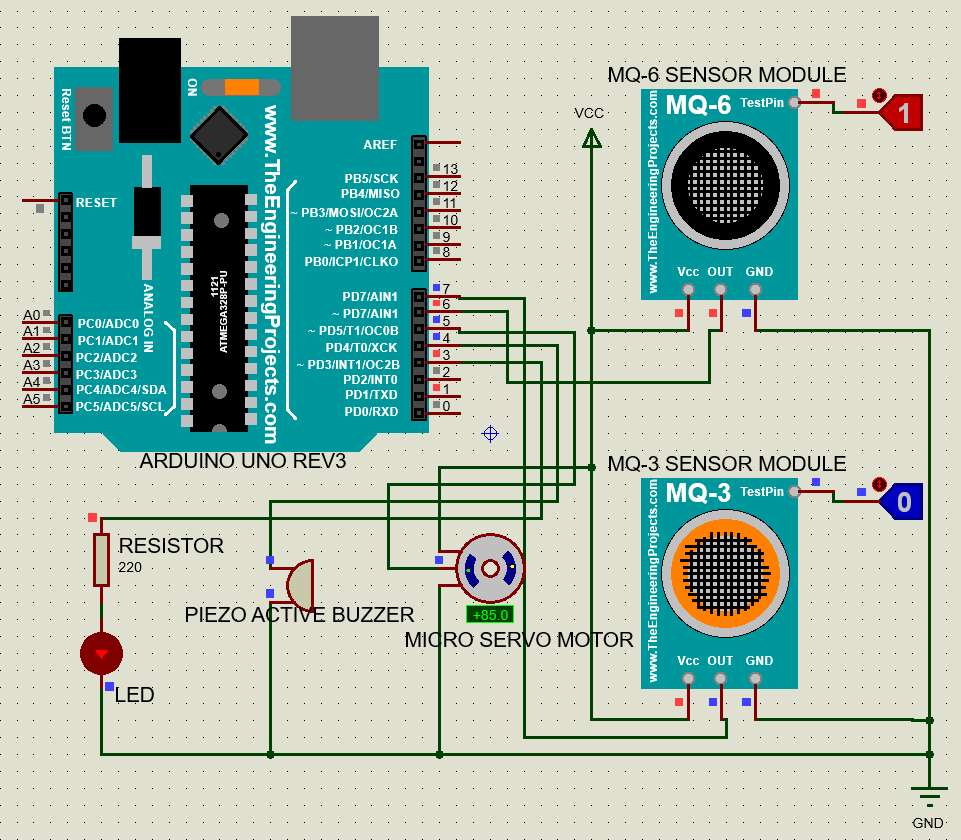 MQ-6 SENSOR MODULE
MQ-6
TestPin
1
www.TheEngineeringProjects.com
Vcc OUT GND
VCC
Reset BTN
ON
www.TheEngineeringProjects.com
AREF
PB5/SCK 13
PB4/MISO 12
~ PB3/MOSI/OC2A 11
~ PB2/OC1B 10
~ PB1/OC1A 9
PB0/ICP1/CLKO 8
RESET
1121
ATMEGA328P-PU
ANALOG IN
PD7/AIN1 7
~ PD7/AIN1 6
~ PD5/T1/OC0B 5
PD4/T0/XCK 4
~ PD3/INT1/OC2B 3
PD2/INT0 2
PD1/TXD 1
PD0/RXD 0
A0 PC0/ADC0
A1 PC1/ADC1
A2 PC2/ADC2
A3 PC3/ADC3
A4 PC4/ADC4/SDA
A5 PC5/ADC5/SCL
ARDUINO UNO REV3
MQ-3 SENSOR MODULE
MQ-3
TestPin
0
www.TheEngineeringProjects.com
Vcc OUT GND
RESISTOR
220
PIEZO ACTIVE BUZZER
+85.0
MICRO SERVO MOTOR
LED
GND